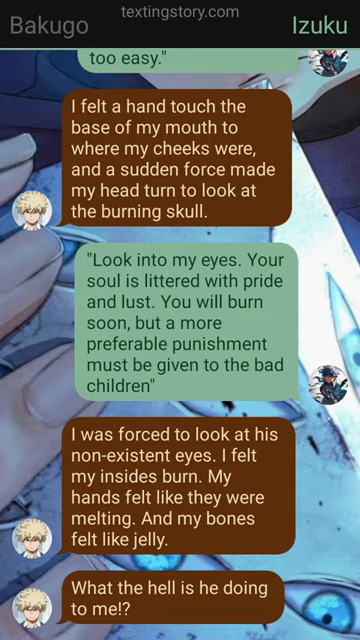 textingstory.com
Bakugo
Izuku
too easy."
I felt a hand touch the
base of my mouth to
where my cheeks were,
and a sudden force made
my head turn to look at
the burning skull.
"Look into my eyes. Your
soul is littered with pride
and lust. You will burn
soon, but a more
preferable punishment
must be given to the bad
children"
I was forced to look at his
non-existent eyes. I felt
my insides burn. My
hands felt like they were
melting. And my bones
felt like jelly.
What the hell is he doing
to me!?